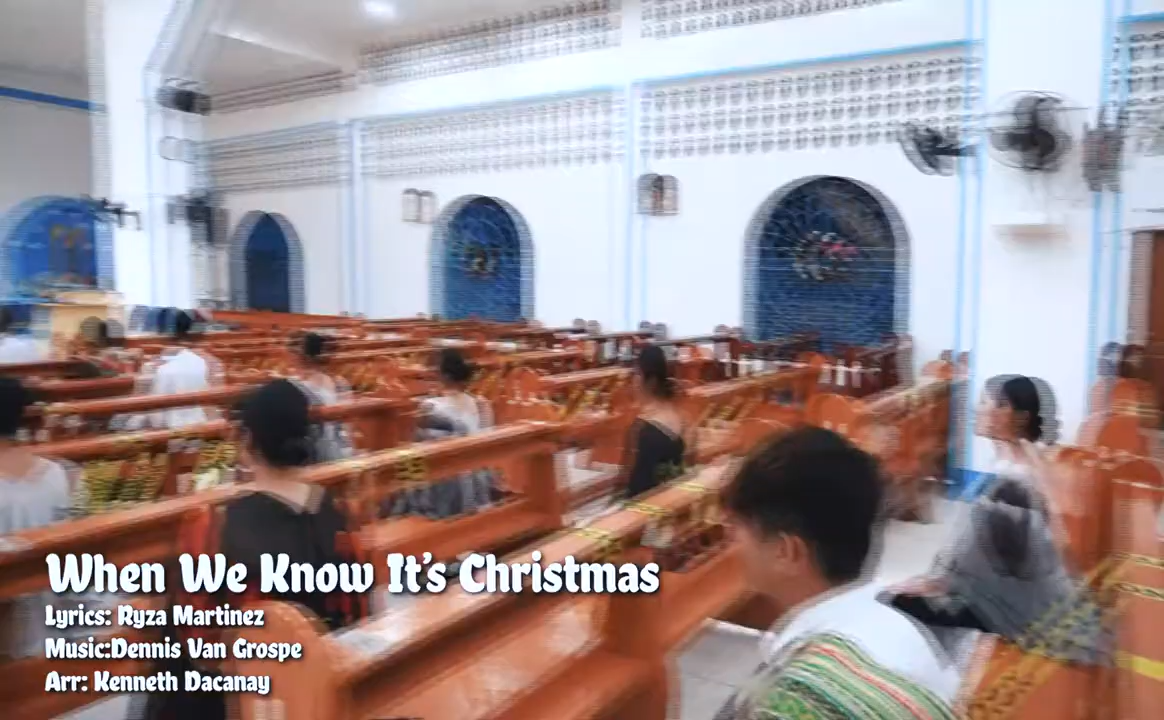 When We Know It's Christmas
Lyrics: Ryza Martinez
Music:Dennis Van Grospe
Arr: Kenneth Dacanay